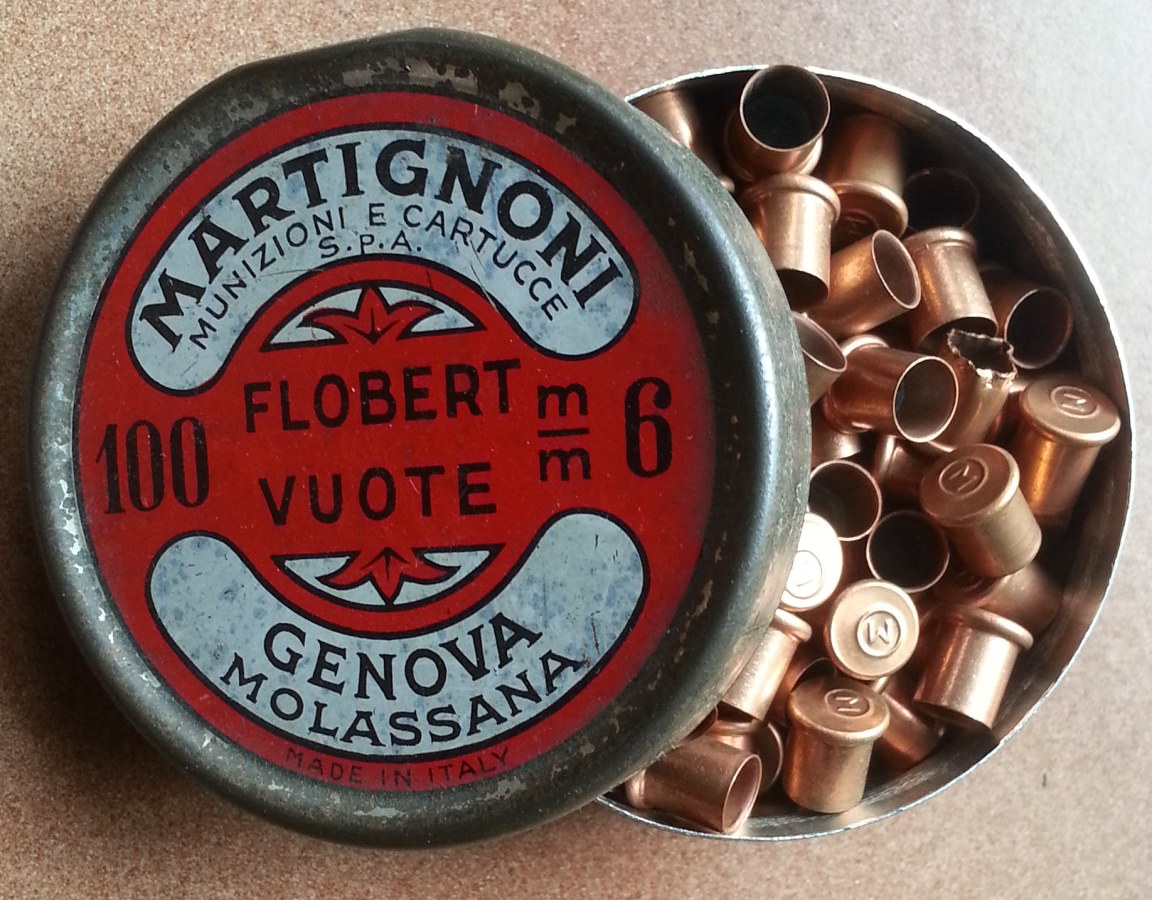 MARTIGNONI
MUNIZIONI E CARTUCCE
S.P.A.
FLOBERT
100
m/m 6
VUOTE
GENOVA
MOLASSANA
MADE IN ITALY
M
M
M
M